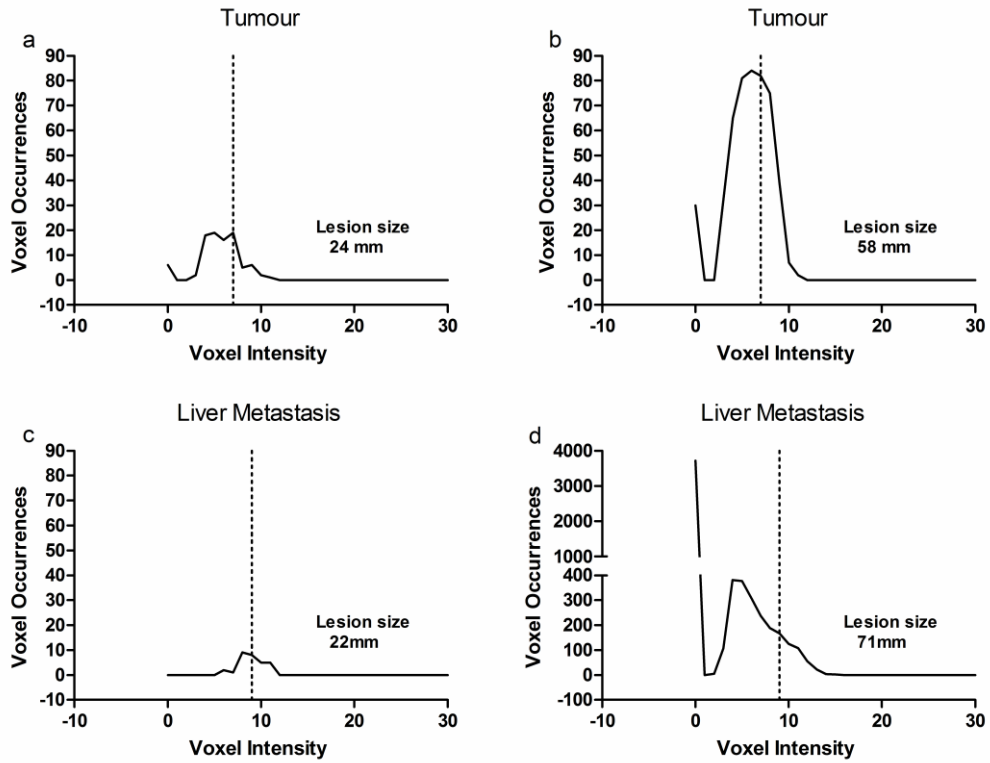 Tumour
a
90
80
70
60
50
40
30
20
10
0
-10
Voxel Occurrences
Lesion size
24 mm
-10 0 10 20 30
Voxel Intensity
Tumour
b
90
80
70
60
50
40
30
20
10
0
-10
Voxel Occurrences
Lesion size
58 mm
-10 0 10 20 30
Voxel Intensity
Liver Metastasis
c
90
80
70
60
50
40
30
20
10
0
-10
Voxel Occurrences
Lesion size
22mm
-10 0 10 20 30
Voxel Intensity
Liver Metastasis
d
4000
3000
2000
1000
400
300
200
100
0
-100
Voxel Occurrences
Lesion size
71mm
-10 0 10 20 30
Voxel Intensity